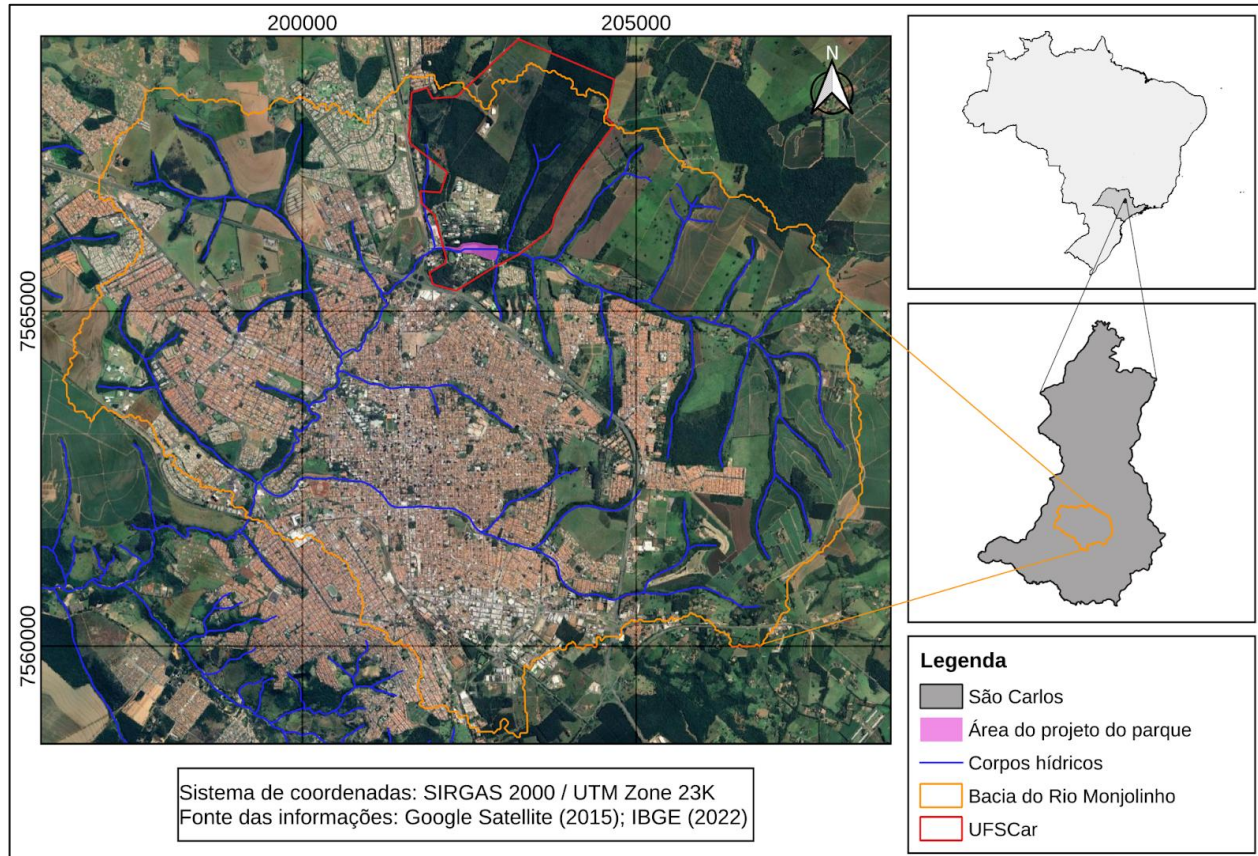 200000
205000
N
7565000
7560000
Legenda
São Carlos
Área do projeto do parque
Corpos hídricos
Bacia do Rio Monjolinho
UFSCar
Sistema de coordenadas: SIRGAS 2000 / UTM Zone 23K
Fonte das informações: Google Satellite (2015); IBGE (2022)